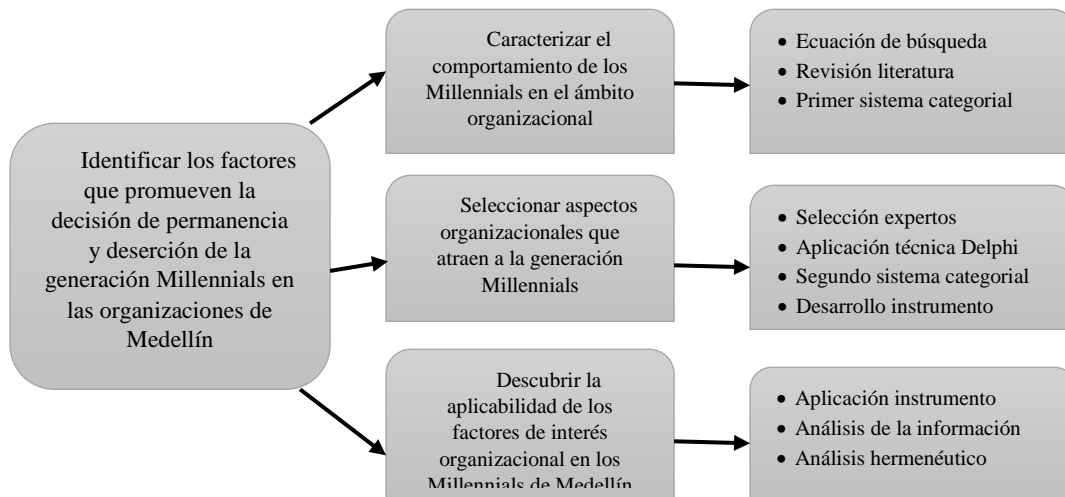 Identificar los factores
que promueven la
decisión de permanencia
y deserción de la
generación Millennials en
las organizaciones de
Medellín
Caracterizar el
comportamiento de los
Millennials en el ámbito
organizacional
• Ecuación de búsqueda
• Revisión literatura
• Primer sistema categorial
Seleccionar aspectos
organizacionales que
atraen a la generación
Millennials
• Selección expertos
• Aplicación técnica Delphi
• Segundo sistema categorial
• Desarrollo instrumento
Descubrir la
aplicabilidad de los
factores de interés
organizacional en los
Millennials de Medellín
• Aplicación instrumento
• Análisis de la información
• Análisis hermenéutico